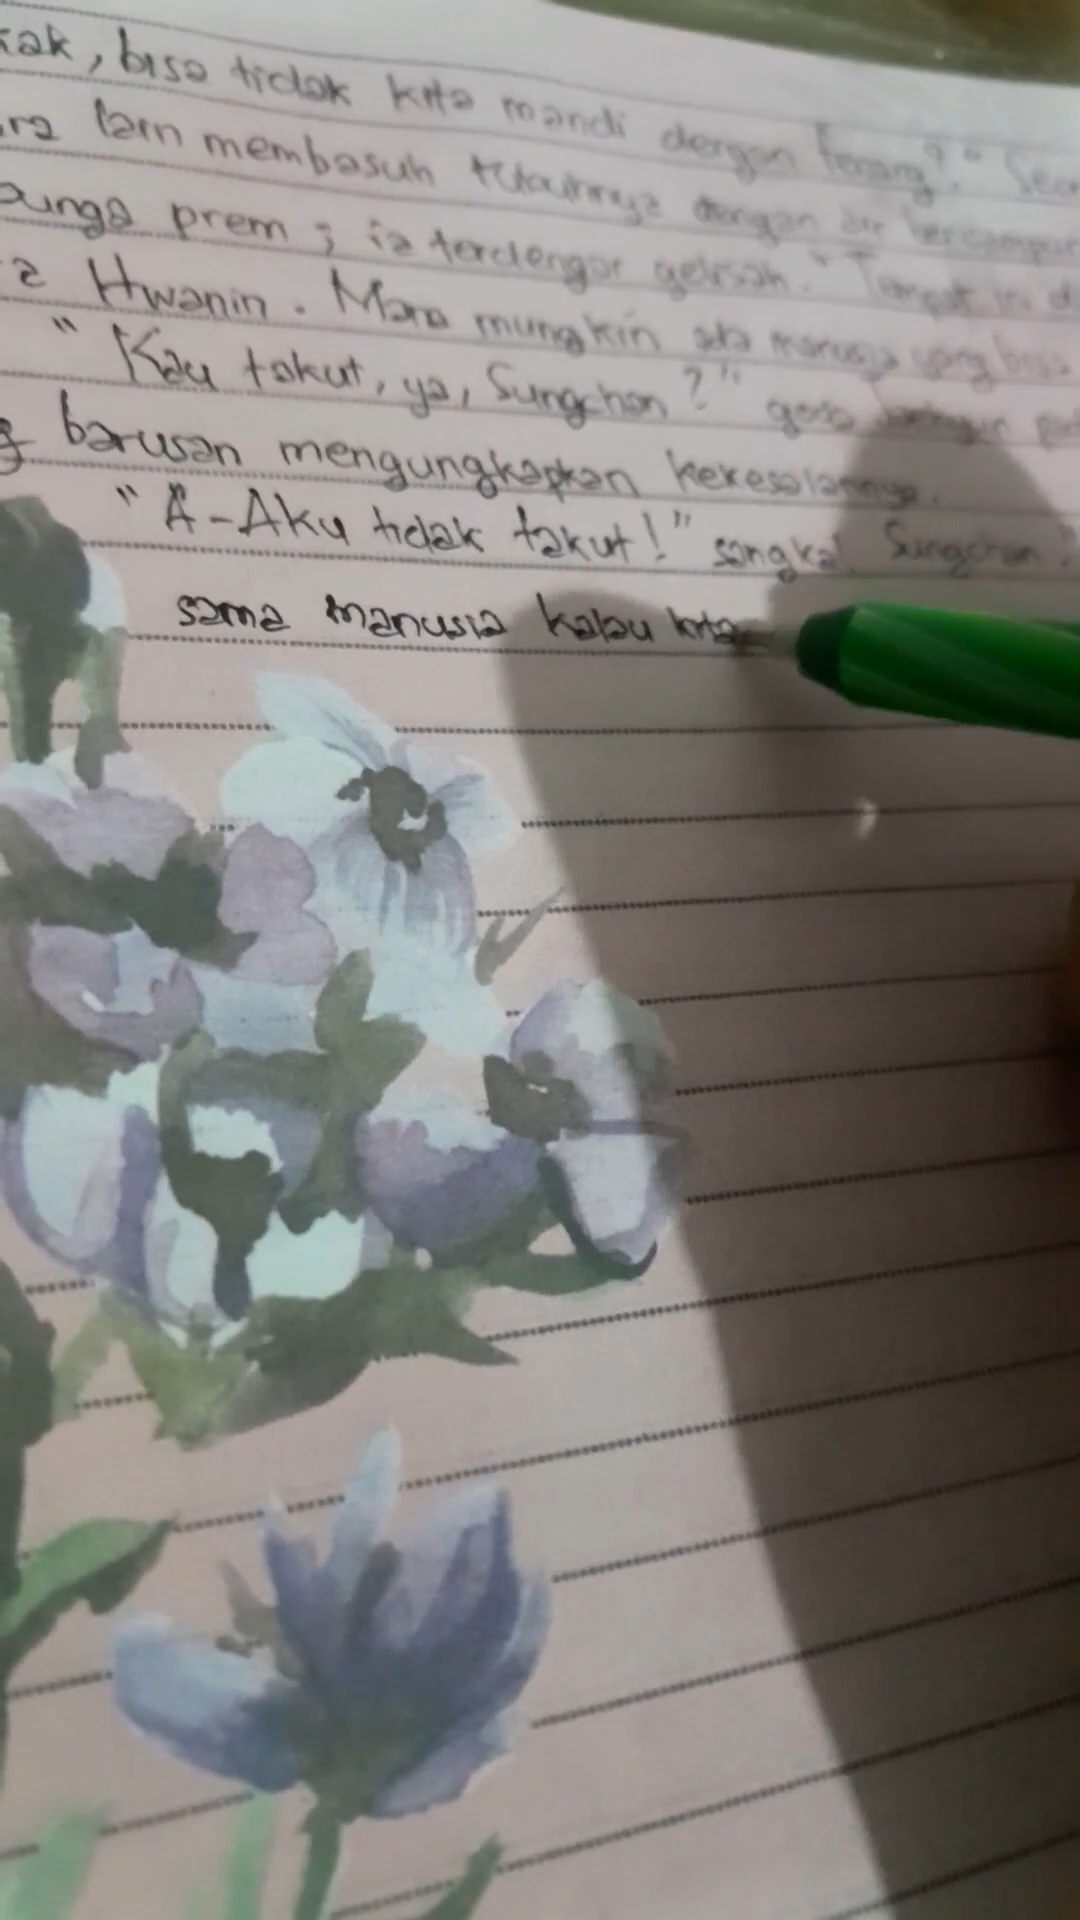 kak, bisa tidak kita mandi dengan tenang?" Seo
ra lain membasuh tubuhnya dengan air bercampur
bunga prem; ia terdengar gelisah. "Tempat ini d
a Hwanin. Mana mungkin ada manusia yang bisa
"Kau takut, ya, Sungchan?" goda
g barusan mengungkapkan kekesalannya.
"A-Aku tidak takut!" sangkal Sungchan.
sama manusia kalau kita